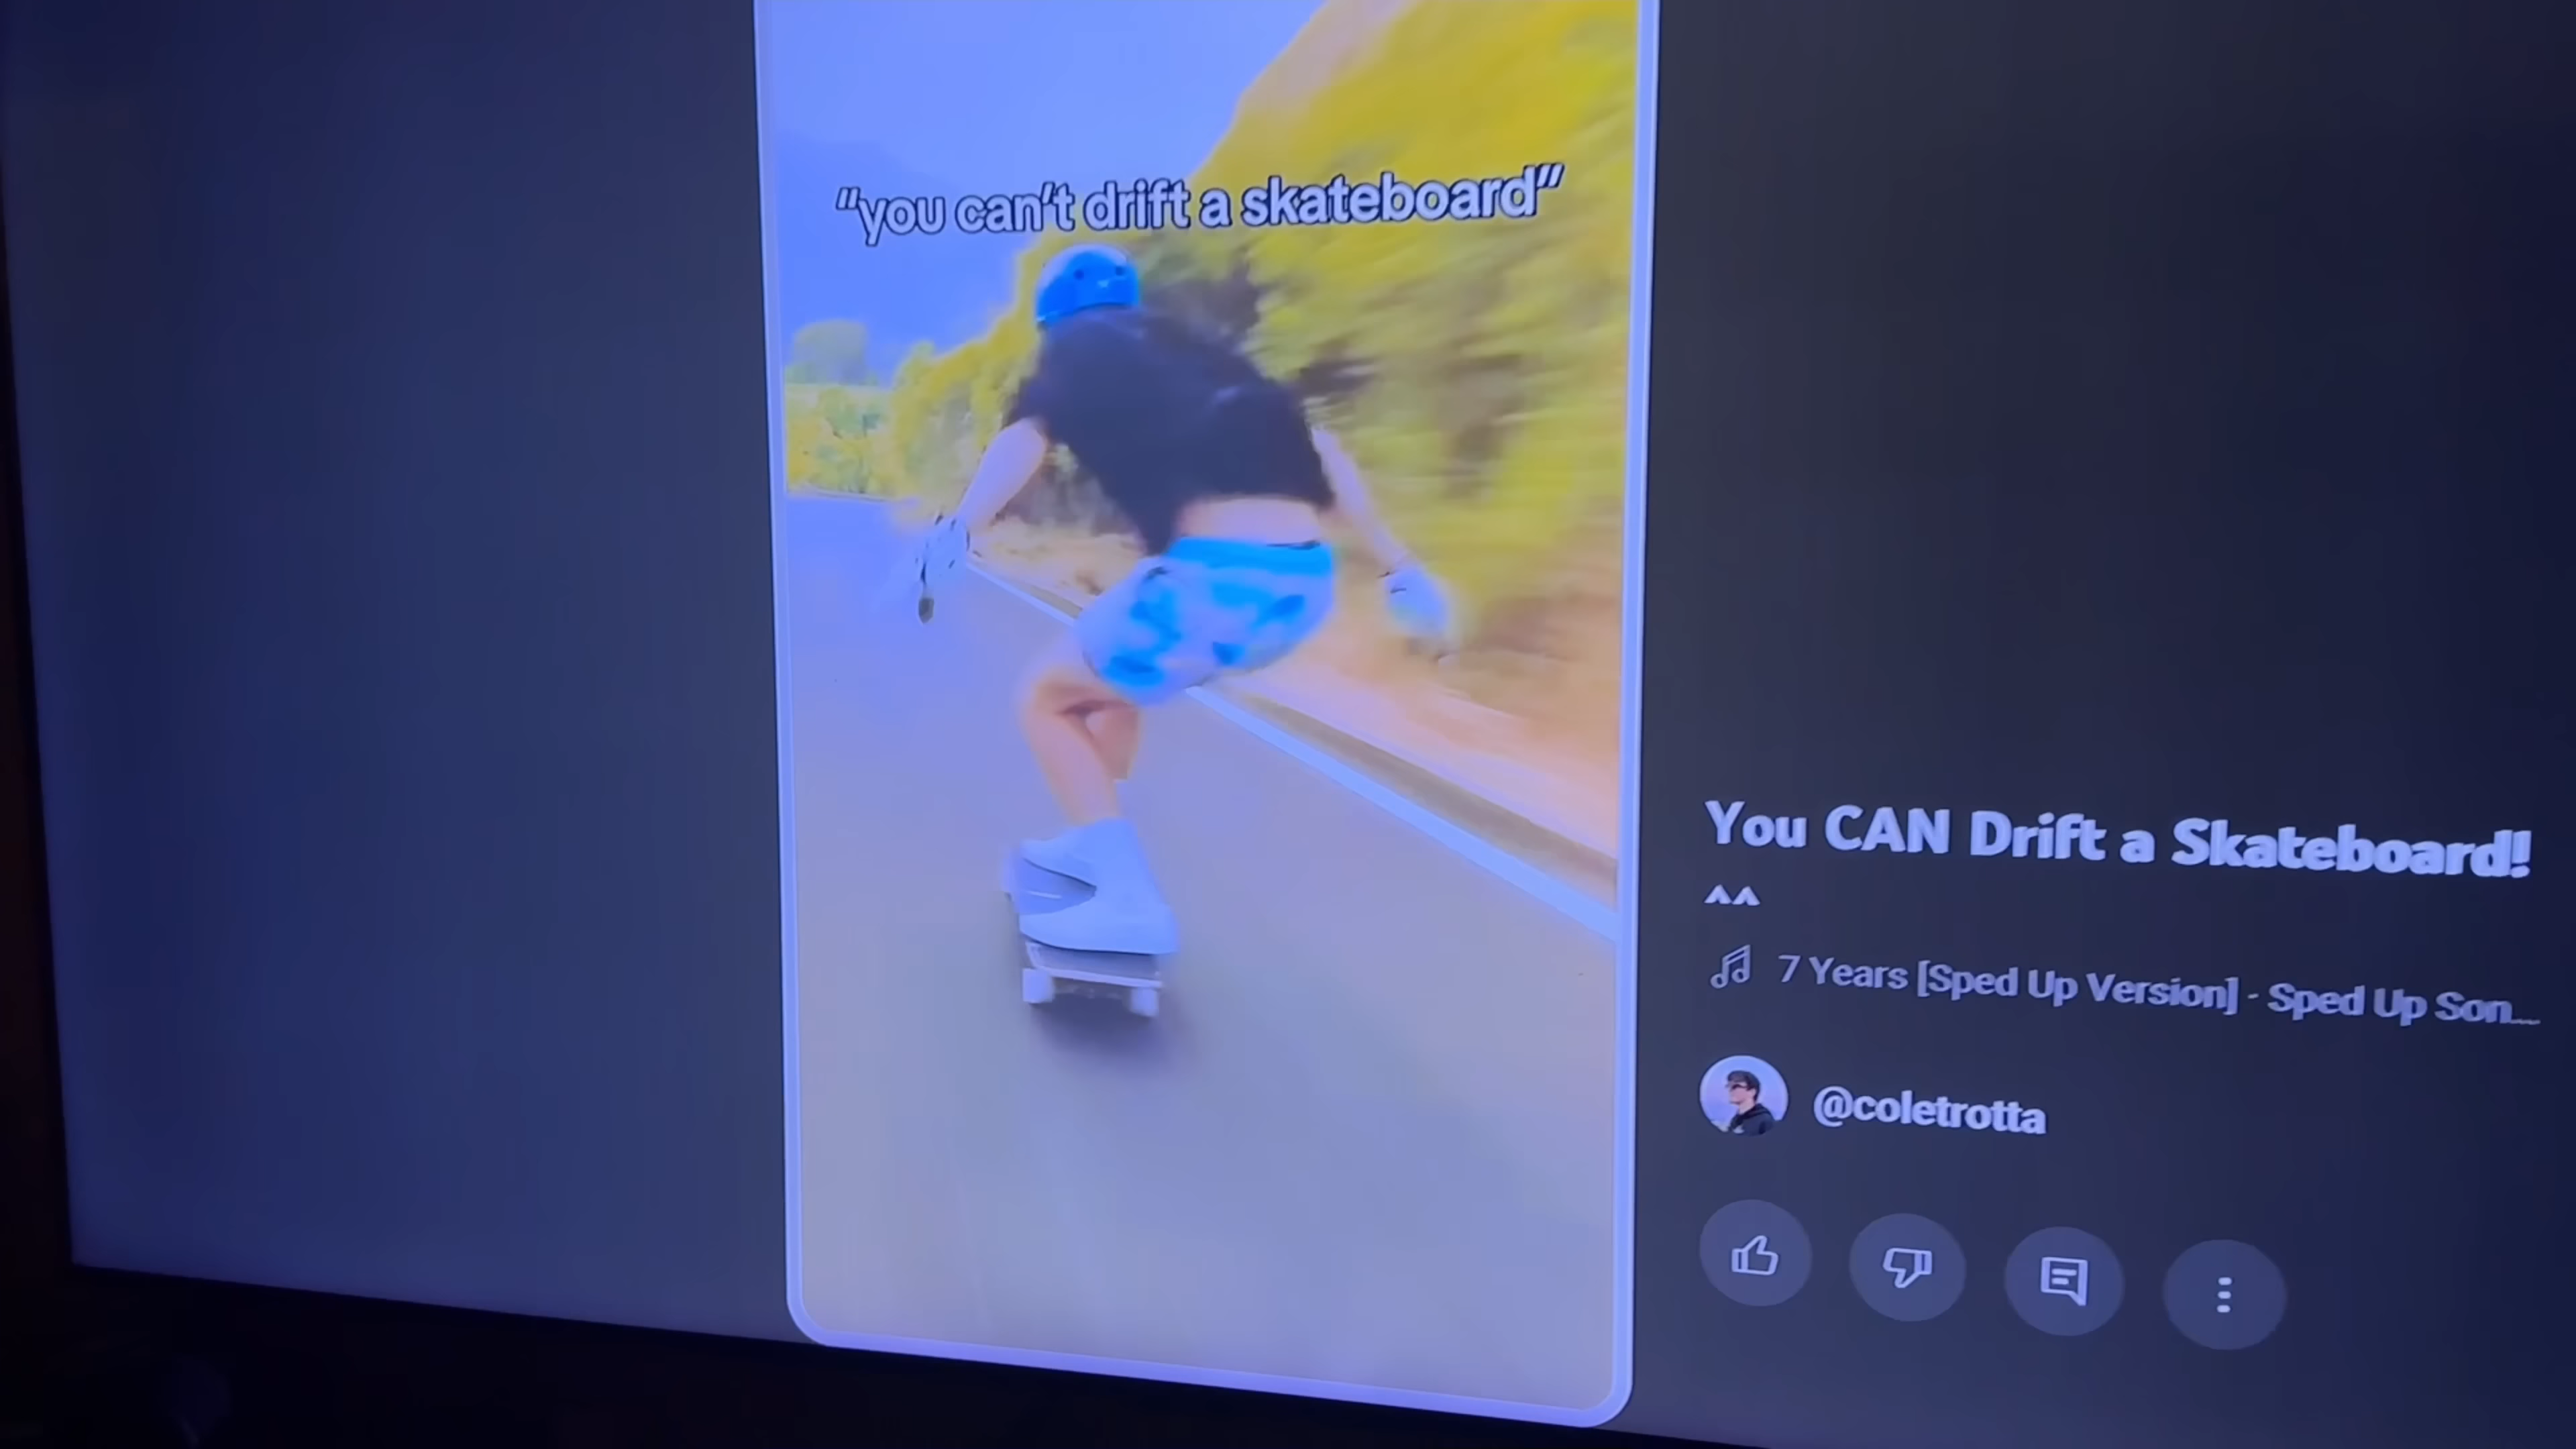 "you can't drift a skateboard"
You CAN Drift a Skateboard!
^^
7 Years [Sped Up Version] - Sped Up Son...
@coletrotta